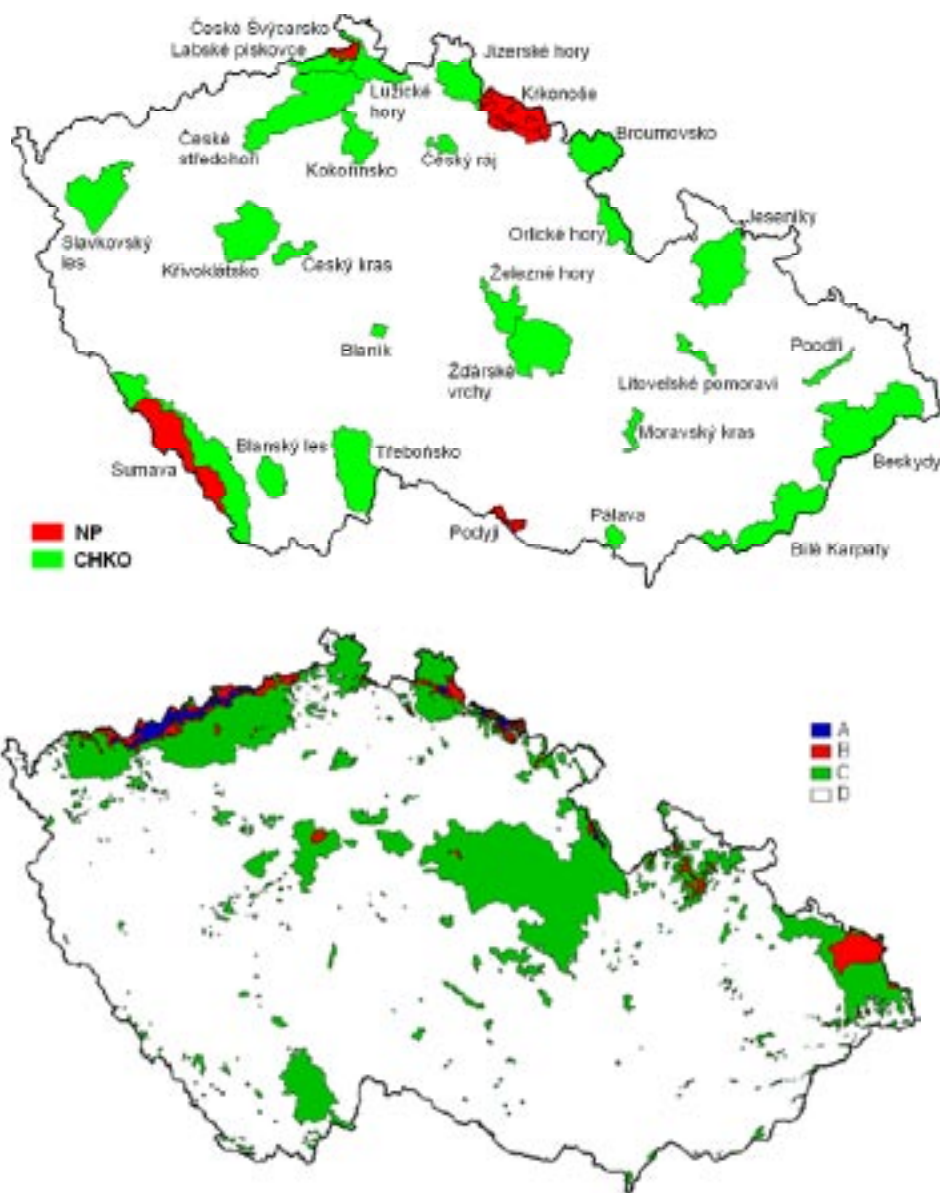 České Švýcarsko
Labské pískovce
Jizerské hory
Lužické
hory
Krkonoše
České
středohoří
Kokořínsko
Český ráj
Broumovsko
Slavkovský
les
Křivoklátsko
Český kras
Orlické hory
Jeseníky
Železné hory
Blaník
Žďárské
vrchy
Litovelské pomoraví
Poodří
Moravský kras
Beskydy
Šumava
Blanský les
Třeboňsko
Podyjí
Pálava
Bílé Karpaty
NP
CHKO
A
B
C
D